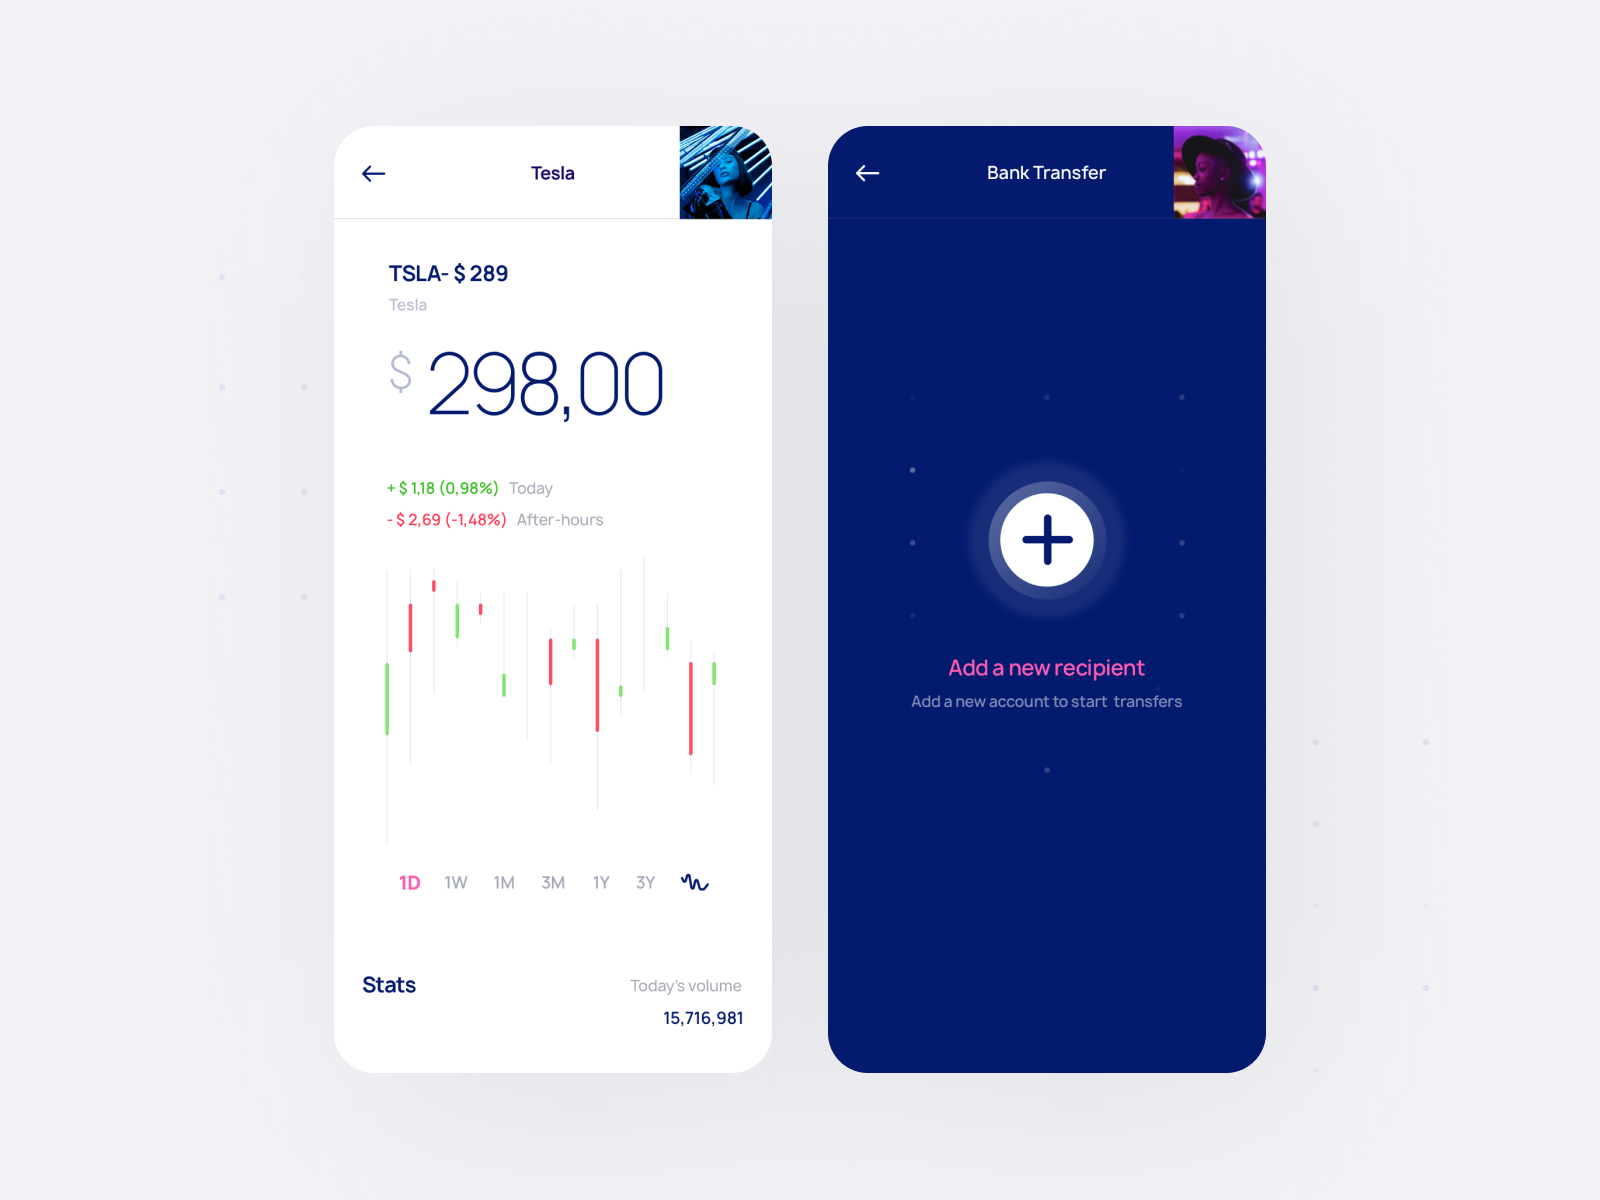 Tesla
TSLA- $ 289
Tesla
$ 298,00
+ $ 1,18 (0,98%) Today
- $ 2,69 (-1,48%) After-hours
1D 1W 1M 3M 1Y 3Y
Stats
Today's volume
15,716,981
Bank Transfer
Add a new recipient
Add a new account to start transfers